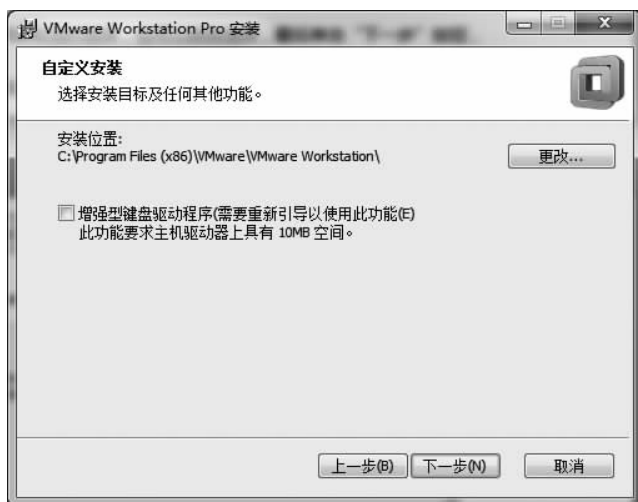 VMware Workstation Pro 安装
自定义安装
选择安装目标及任何其他功能。
安装位置:
C:\Program Files (x86)\VMware\VMware Workstation\
更改...
增强型键盘驱动程序(需要重新引导以使用此功能(E)
此功能要求主机驱动器上具有 10MB 空间。
上一步(B) 下一步(N) 取消